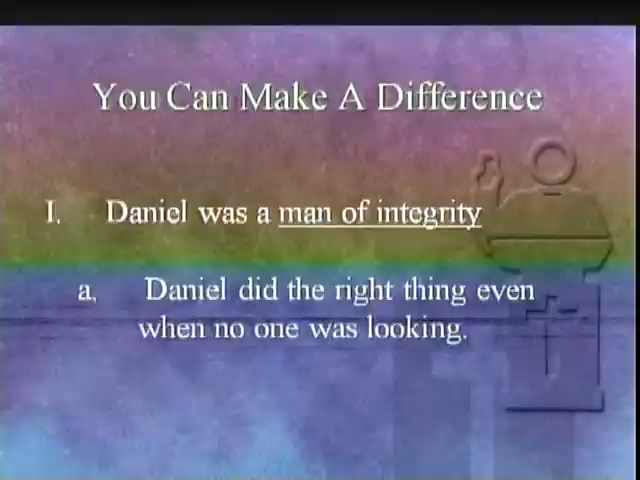 You Can Make A Difference
I. Daniel was a man of integrity
a. Daniel did the right thing even
when no one was looking.